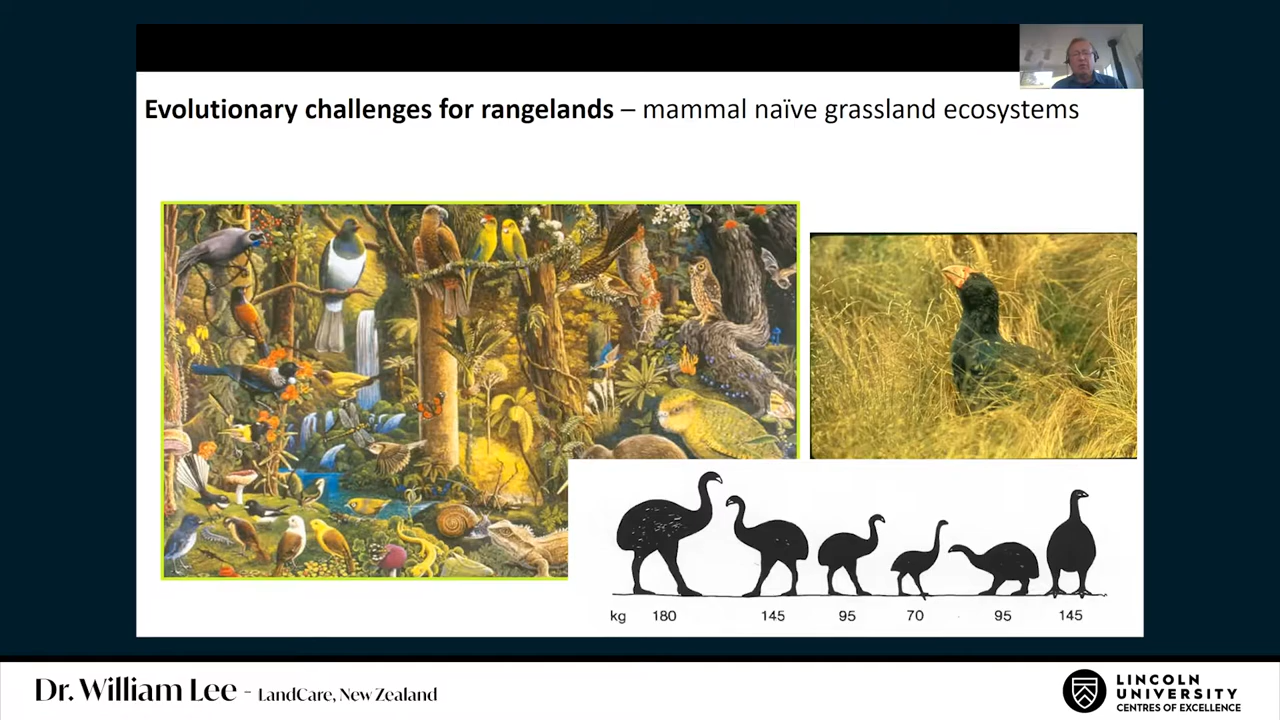 Evolutionary challenges for rangelands – mammal naïve grassland ecosystems
kg 180 145 95 70 95 145
Dr. William Lee - LandCare, New Zealand
LINCOLN
UNIVERSITY
CENTRES OF EXCELLENCE